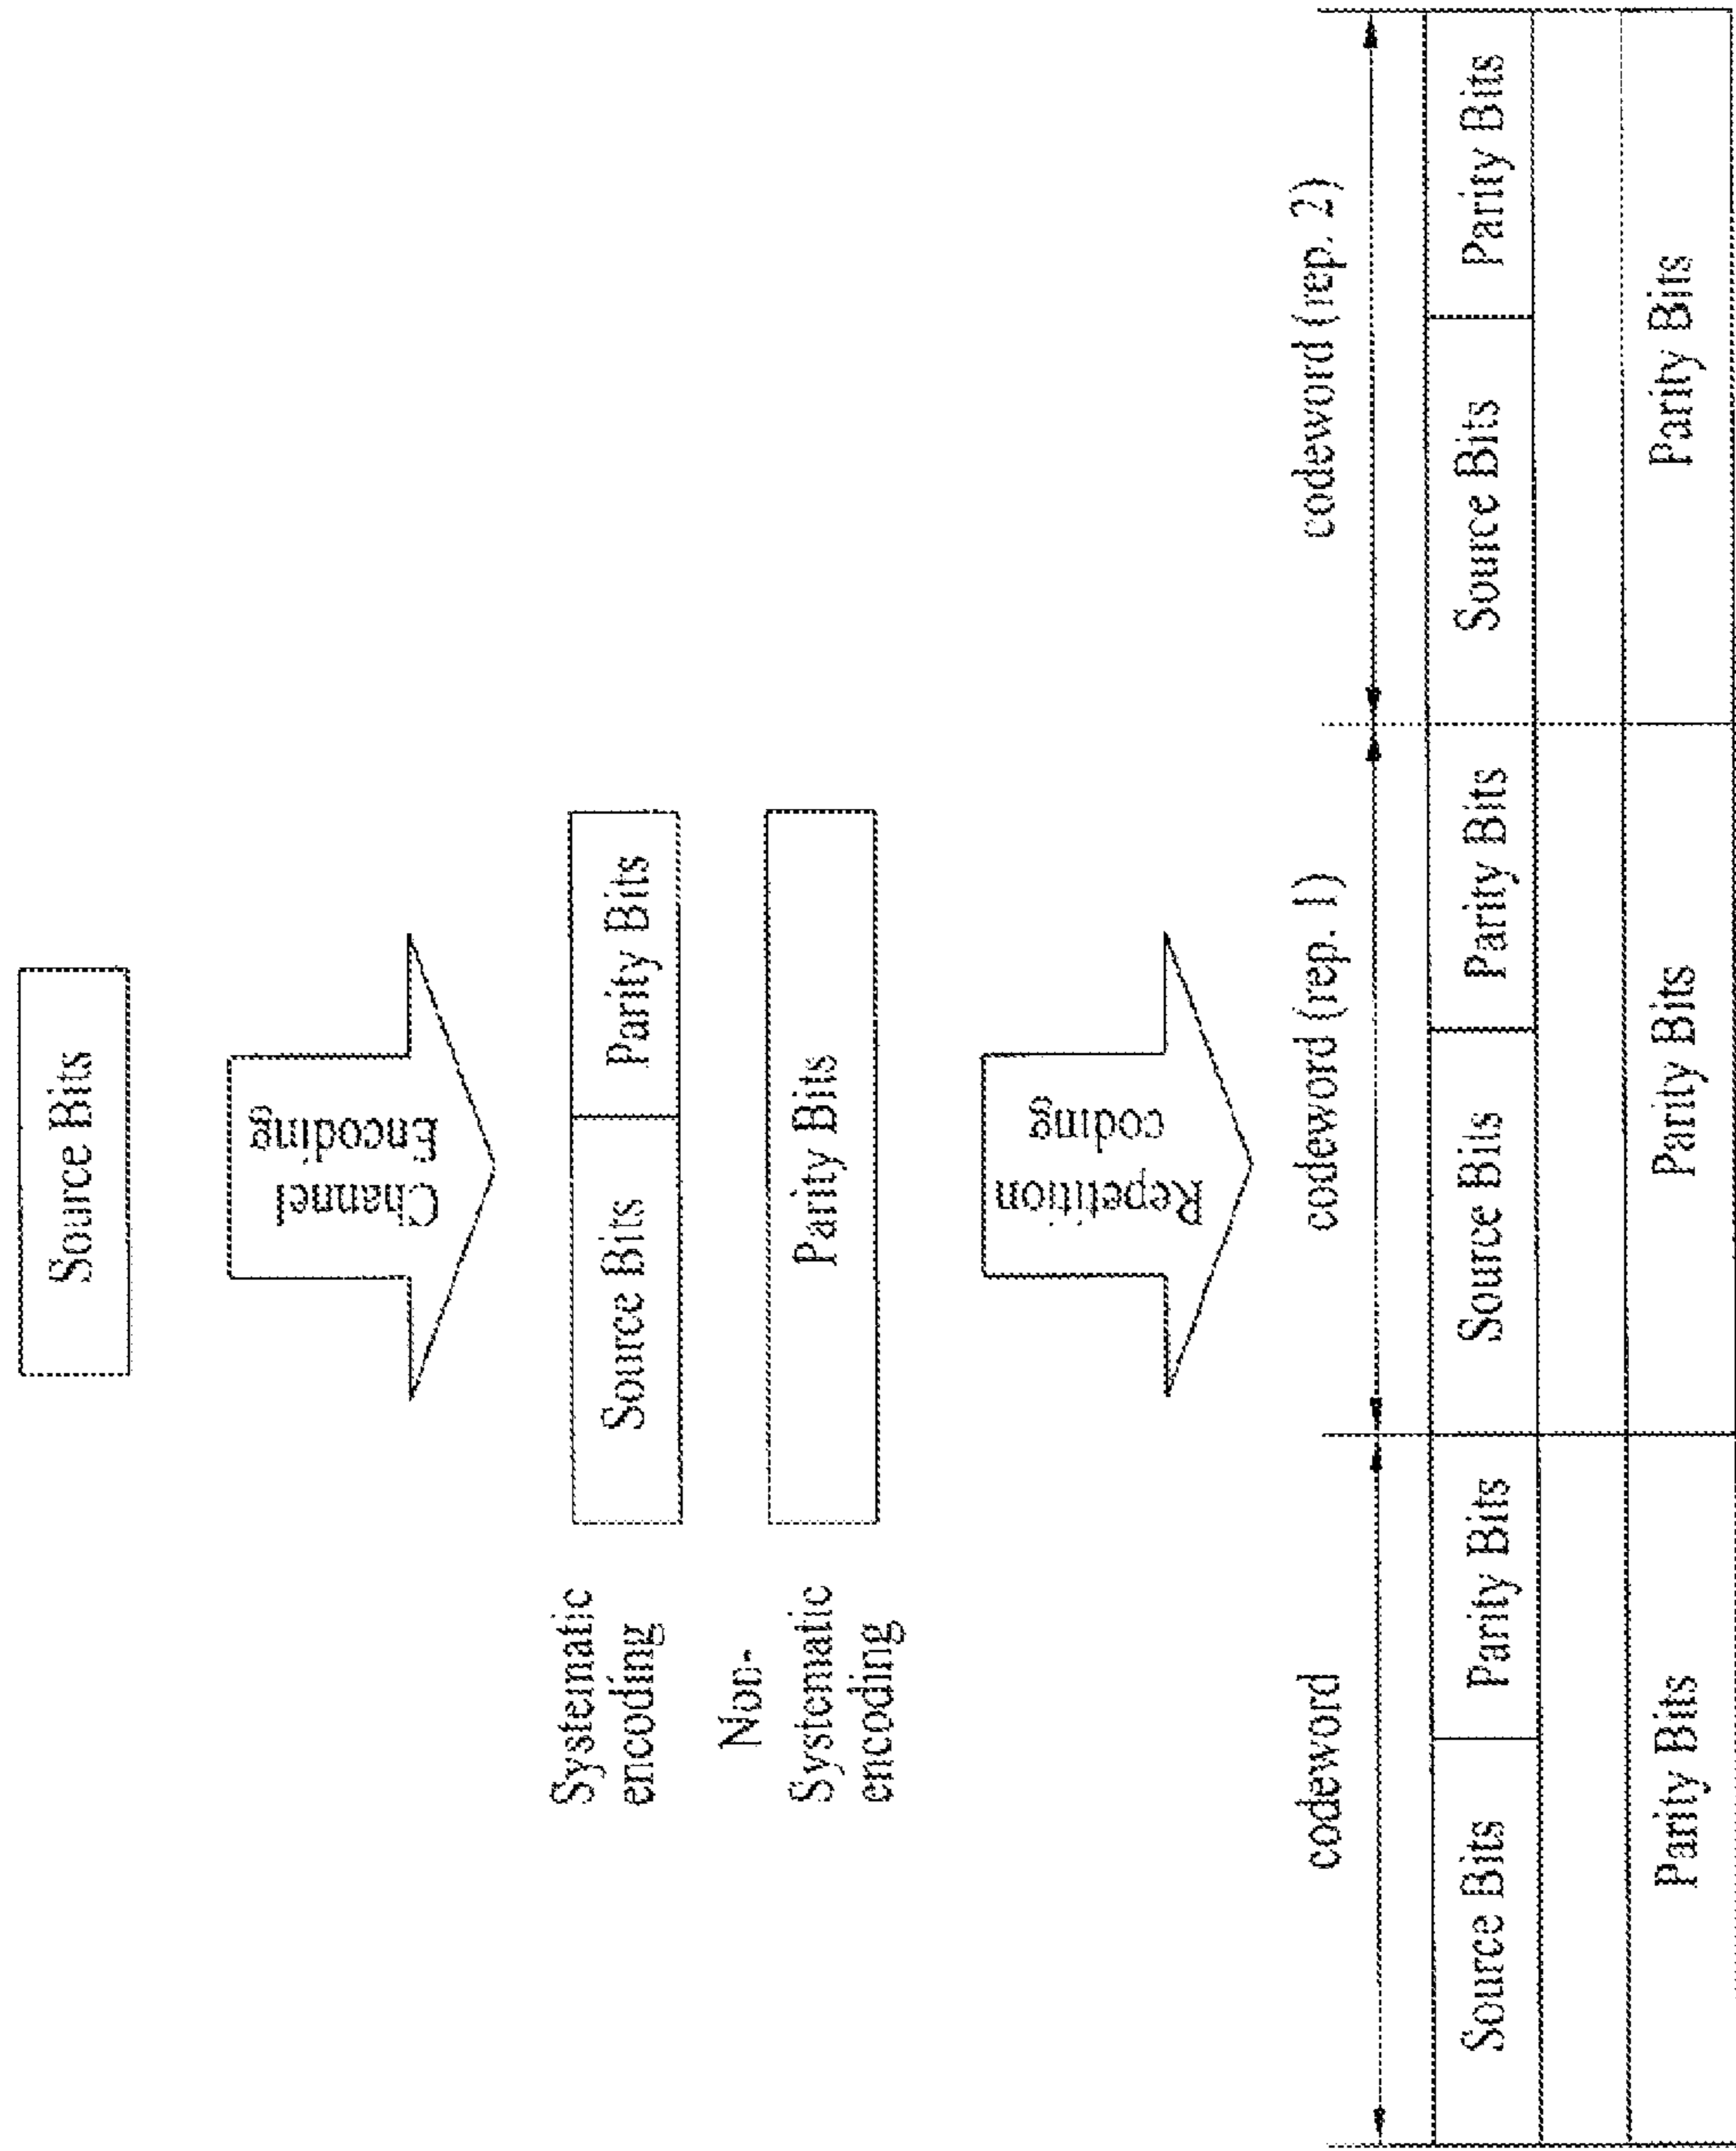 Source Bits
Channel
Encoding
Systematic
encoding
Source Bits
Parity Bits
Non-
Systematic
encoding
Parity Bits
Repetition
coding
codeword
codeword (rep. 1)
codeword (rep. 2)
Source Bits
Parity Bits
Source Bits
Parity Bits
Source Bits
Parity Bits
Parity Bits
Parity Bits
Parity Bits